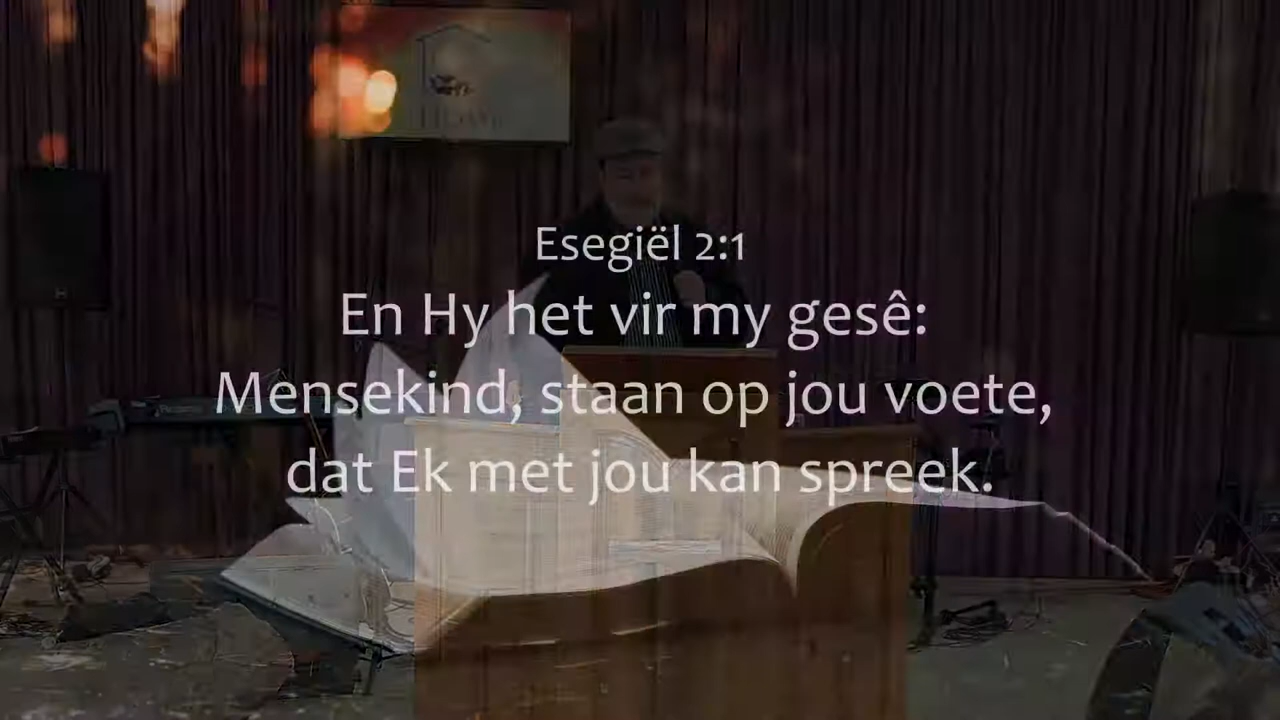 Esegiël 2:1
En Hy het vir my gesê:
Mensekind, staan op jou voete,
dat Ek met jou kan spreek.